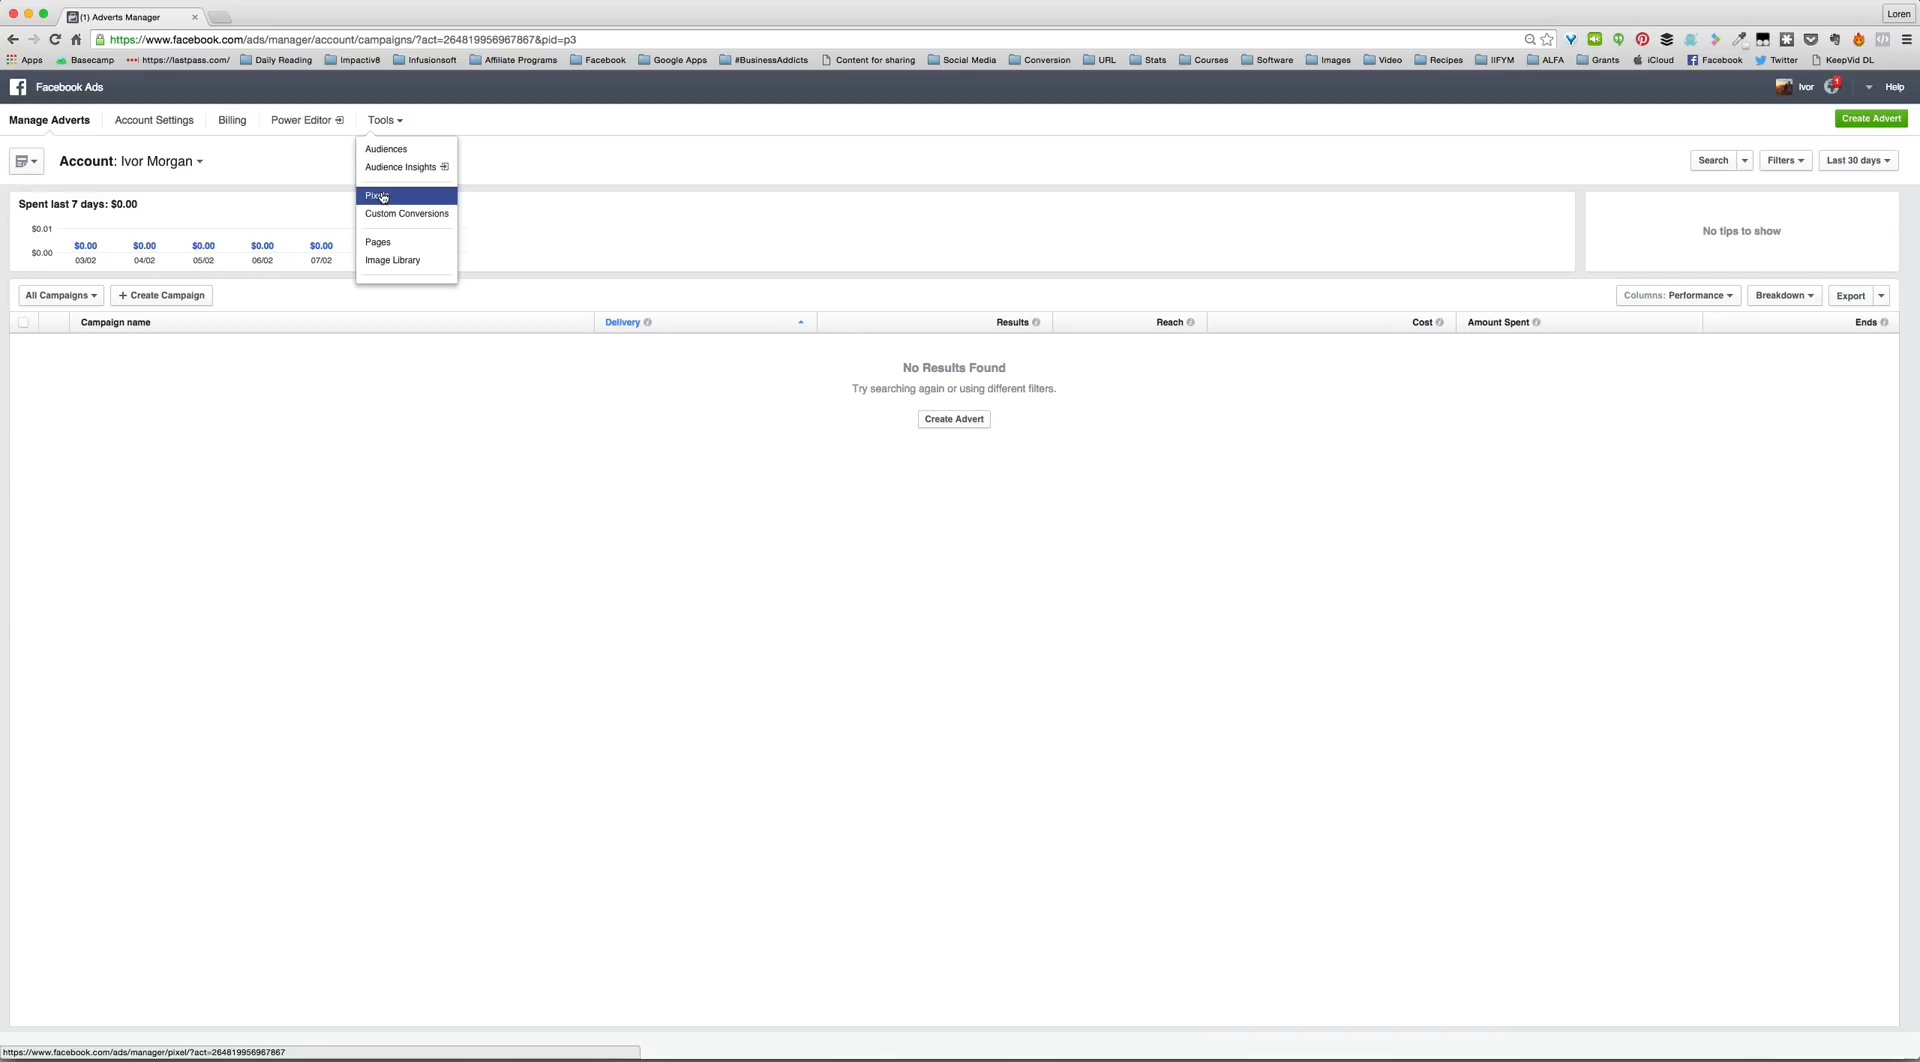 (1) Adverts Manager
Loren
https://www.facebook.com/ads/manager/account/campaigns/?act=264819956967867&pid=p3
Apps Basecamp https://lastpass.com/ Daily Reading Impactiv8 Infusionsoft Affiliate Programs Facebook Google Apps #BusinessAddicts Content for sharing Social Media Conversion URL Stats Courses Software Images Video Recipes IIFYM ALFA Grants iCloud Facebook Twitter KeepVid DL
Facebook Ads Ivor 1 Help
Manage Adverts Account Settings Billing Power Editor Tools Create Advert
Audiences
Account: Ivor Morgan Search Filters Last 30 days
Audience Insights
Custom Conversions
Pages
Image Library
Spent last 7 days: $0.00
$0.01
$0.00
$0.00 $0.00 $0.00 $0.00 $0.00
03/02 04/02 05/02 06/02 07/02
No tips to show
All Campaigns + Create Campaign Columns: Performance Breakdown Export
Campaign name Delivery Results Reach Cost Amount Spent Ends
No Results Found
Try searching again or using different filters.
Create Advert
https://www.facebook.com/ads/manager/pixel/?act=264819956967867